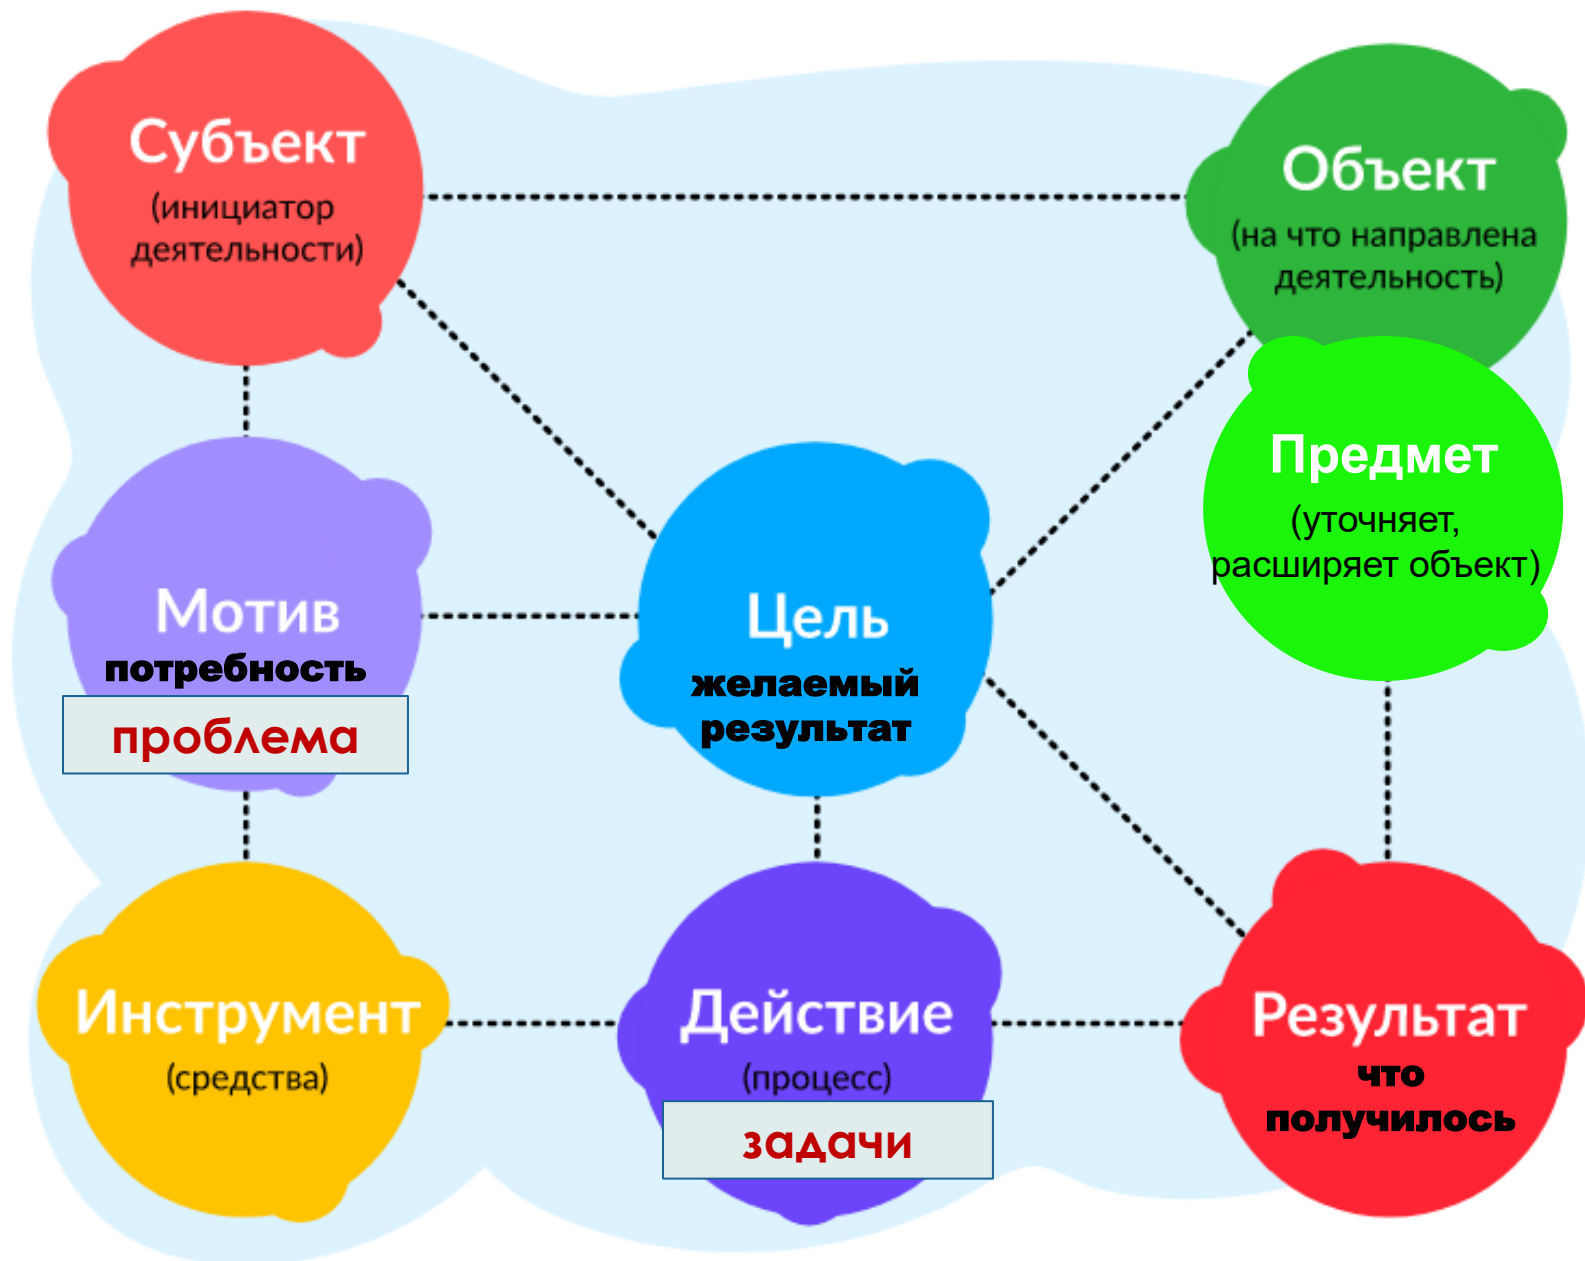 Субъект
(инициатор
деятельности)
Объект
(на что направлена
деятельность)
Предмет
(уточняет,
расширяет объект)
Мотив
потребность
проблема
Цель
желаемый
результат
Инструмент
(средства)
Действие
(процесс)
задачи
Результат
что
получилось